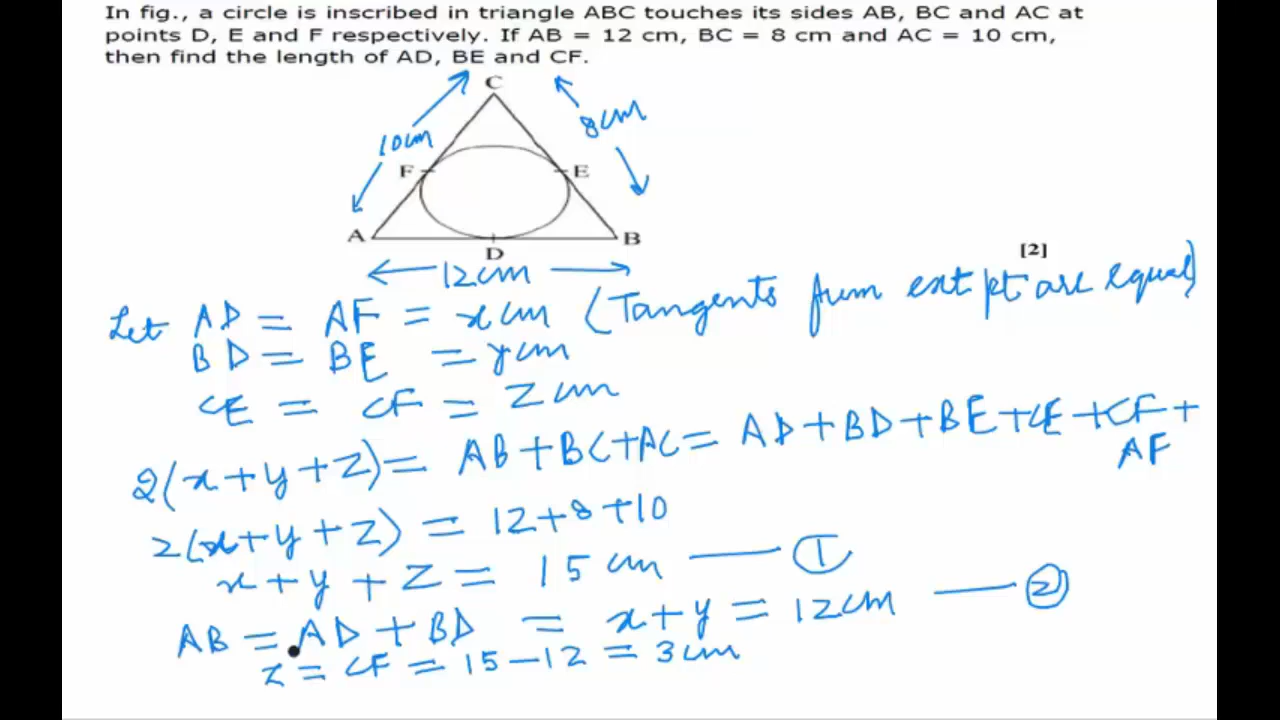 In fig., a circle is inscribed in triangle ABC touches its sides AB, BC and AC at
points D, E and F respectively. If AB = 12 cm, BC = 8 cm and AC = 10 cm,
then find the length of AD, BE and CF.
C
10cm
8cm
F
E
A
B
D
12cm
[2]
Let AD = AF = x cm (Tangents from ext pt are equal)
BD = BE = y cm
CE = CF = z cm
2(x+y+z) = AB+BC+AC = AD+BD+BE+CE+CF+
AF
2(x+y+z) = 12+8+10
x+y+z = 15 cm — ①
AB = AD + BD = x+y = 12cm — ②
z = CF = 15-12 = 3cm